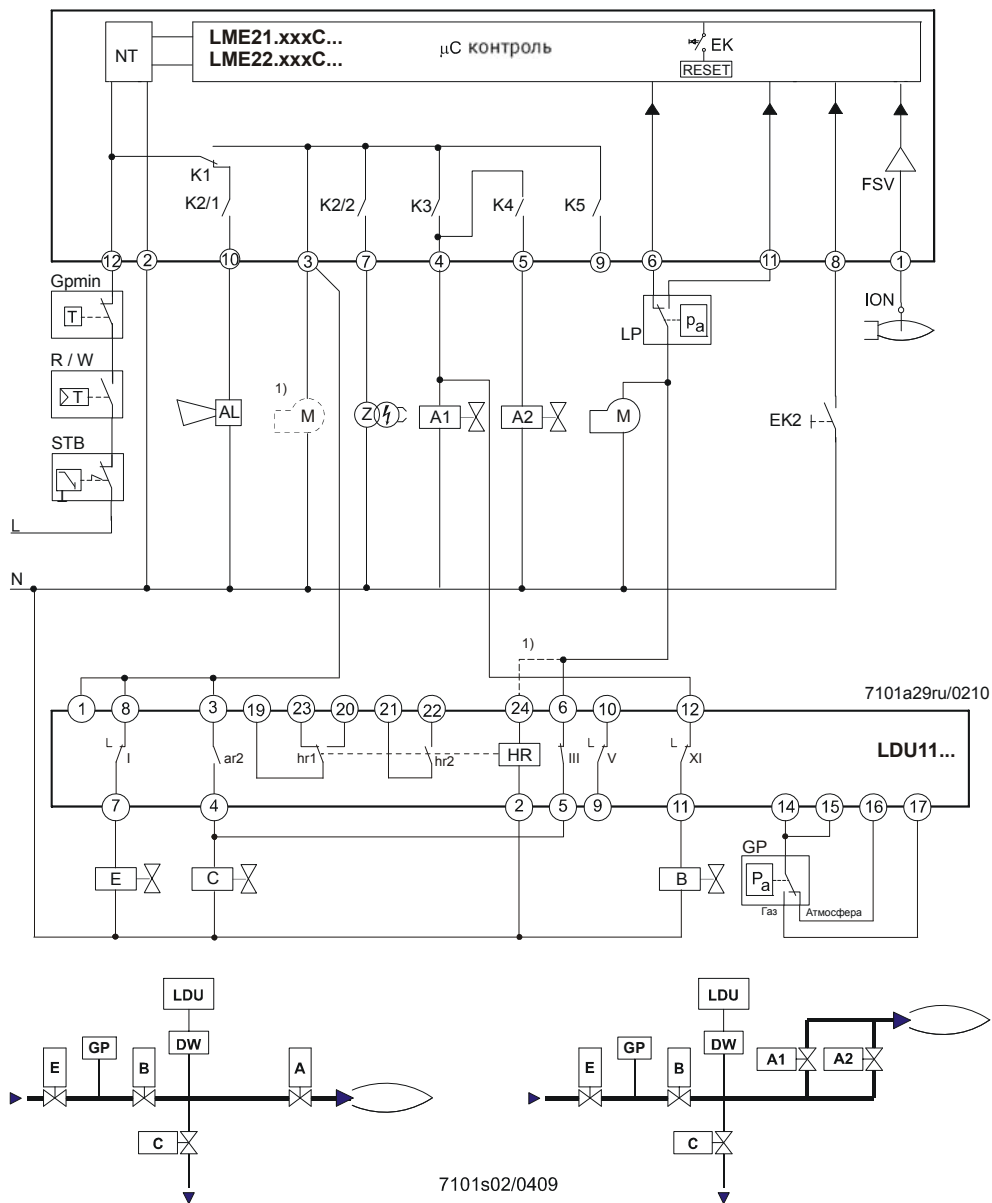 LME21.xxxC...
LME22.xxxC...
µC контроль
NT
EK
RESET
FSV
K1
K2/1
K2/2
K3
K4
K5
12 2 10 3 7 4 5 9 6 11 8 1
Gpmin
T
R / W
T
STB
L
N
AL
1)
M
Z
A1
A2
LP
pa
M
EK2
ION
1)
7101a29ru/0210
1 8 3 19 23 20 21 22 24 6 10 12
L
I
ar2
hr1
hr2
HR
III
L
V
L
XI
LDU11...
7 4 2 5 9 11 14 15 16 17
E
C
B
GP
Pa
Газ
Атмосфера
LDU
DW
E
GP
B
A
C
LDU
DW
E
GP
B
A1
A2
C
7101s02/0409